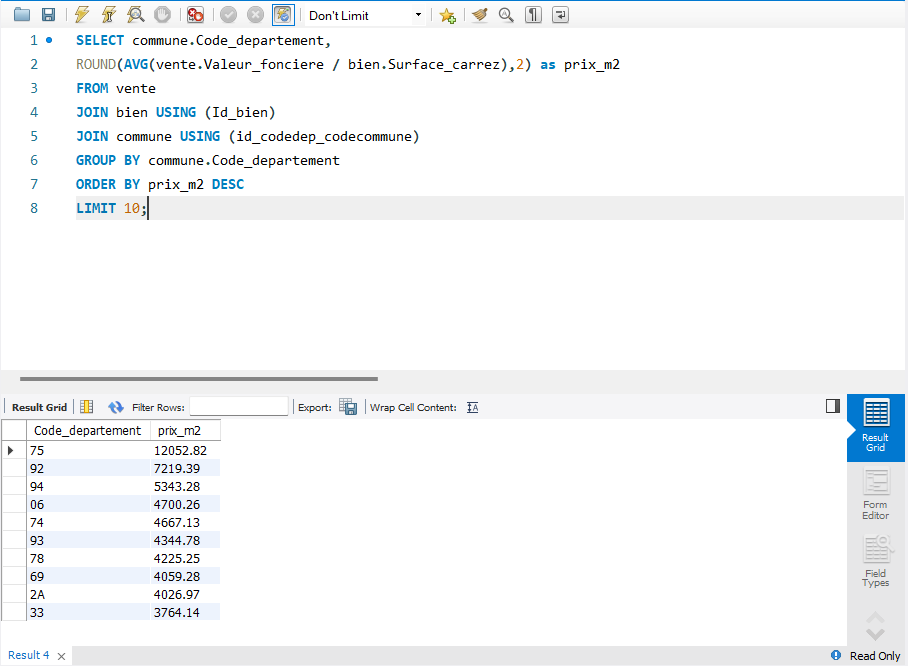 Don't Limit
1 SELECT commune.Code_departement,
2 ROUND(AVG(vente.Valeur_fonciere / bien.Surface_carrez),2) as prix_m2
3 FROM vente
4 JOIN bien USING (Id_bien)
5 JOIN commune USING (id_codedep_codecommune)
6 GROUP BY commune.Code_departement
7 ORDER BY prix_m2 DESC
8 LIMIT 10;
Result Grid Filter Rows: Export: Wrap Cell Content: IA
Code_departement prix_m2
75 12052.82
92 7219.39
94 5343.28
06 4700.26
74 4667.13
93 4344.78
78 4225.25
69 4059.28
2A 4026.97
33 3764.14
Result
Grid
Form
Editor
Field
Types
Result 4 Read Only